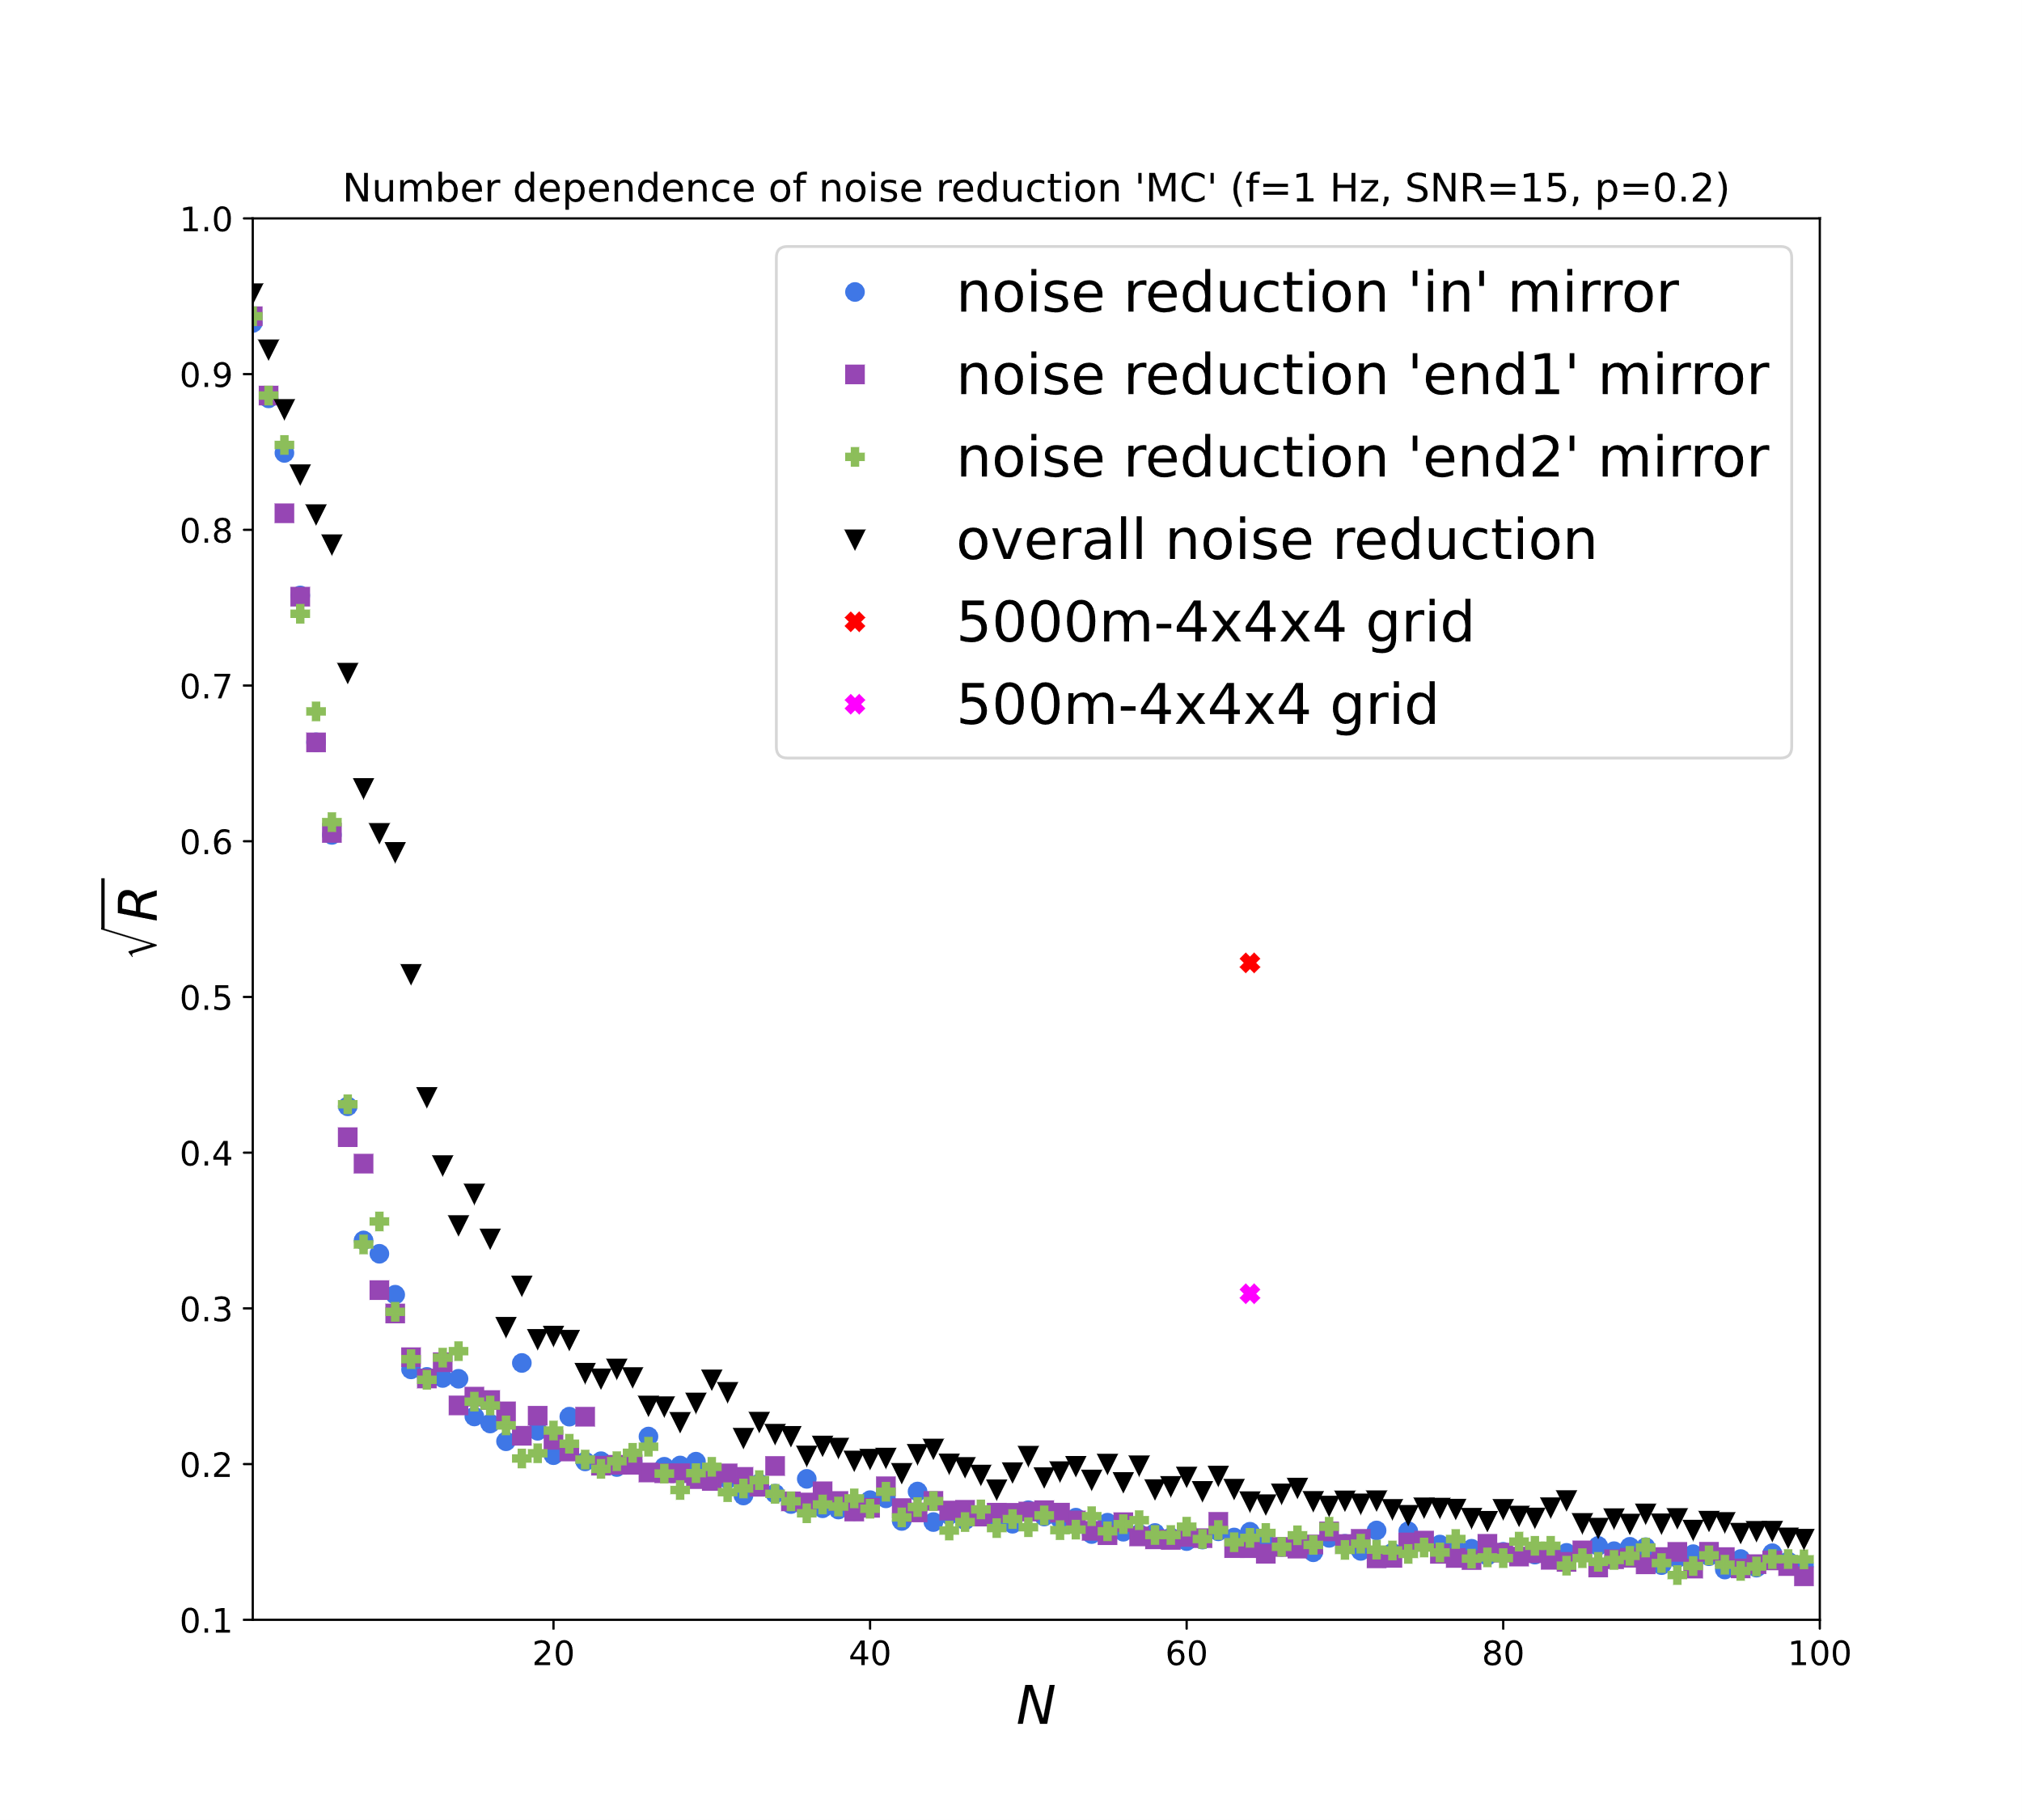 Number dependence of noise reduction 'MC' (f=1 Hz, SNR=15, p=0.2)
1.0
0.9
0.8
0.7
0.6
0.5
0.4
0.3
0.2
0.1
√R
noise reduction 'in' mirror
noise reduction 'end1' mirror
noise reduction 'end2' mirror
overall noise reduction
5000m-4x4x4 grid
500m-4x4x4 grid
20 40 60 80 100
N